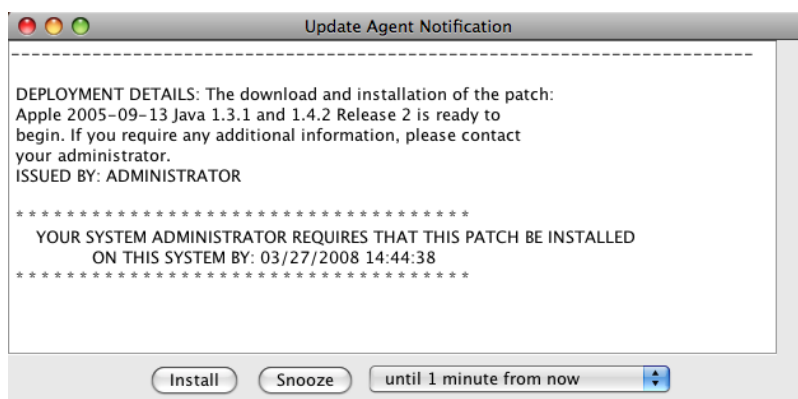 Update Agent Notification
------------------------------------------------------------------------
DEPLOYMENT DETAILS: The download and installation of the patch:
Apple 2005-09-13 Java 1.3.1 and 1.4.2 Release 2 is ready to
begin. If you require any additional information, please contact
your administrator.
ISSUED BY: ADMINISTRATOR
* * * * * * * * * * * * * * * * * * * * * * * * * * * * * * * * * * * *
YOUR SYSTEM ADMINISTRATOR REQUIRES THAT THIS PATCH BE INSTALLED
ON THIS SYSTEM BY: 03/27/2008 14:44:38
* * * * * * * * * * * * * * * * * * * * * * * * * * * * * * * * * * * *
Install Snooze until 1 minute from now